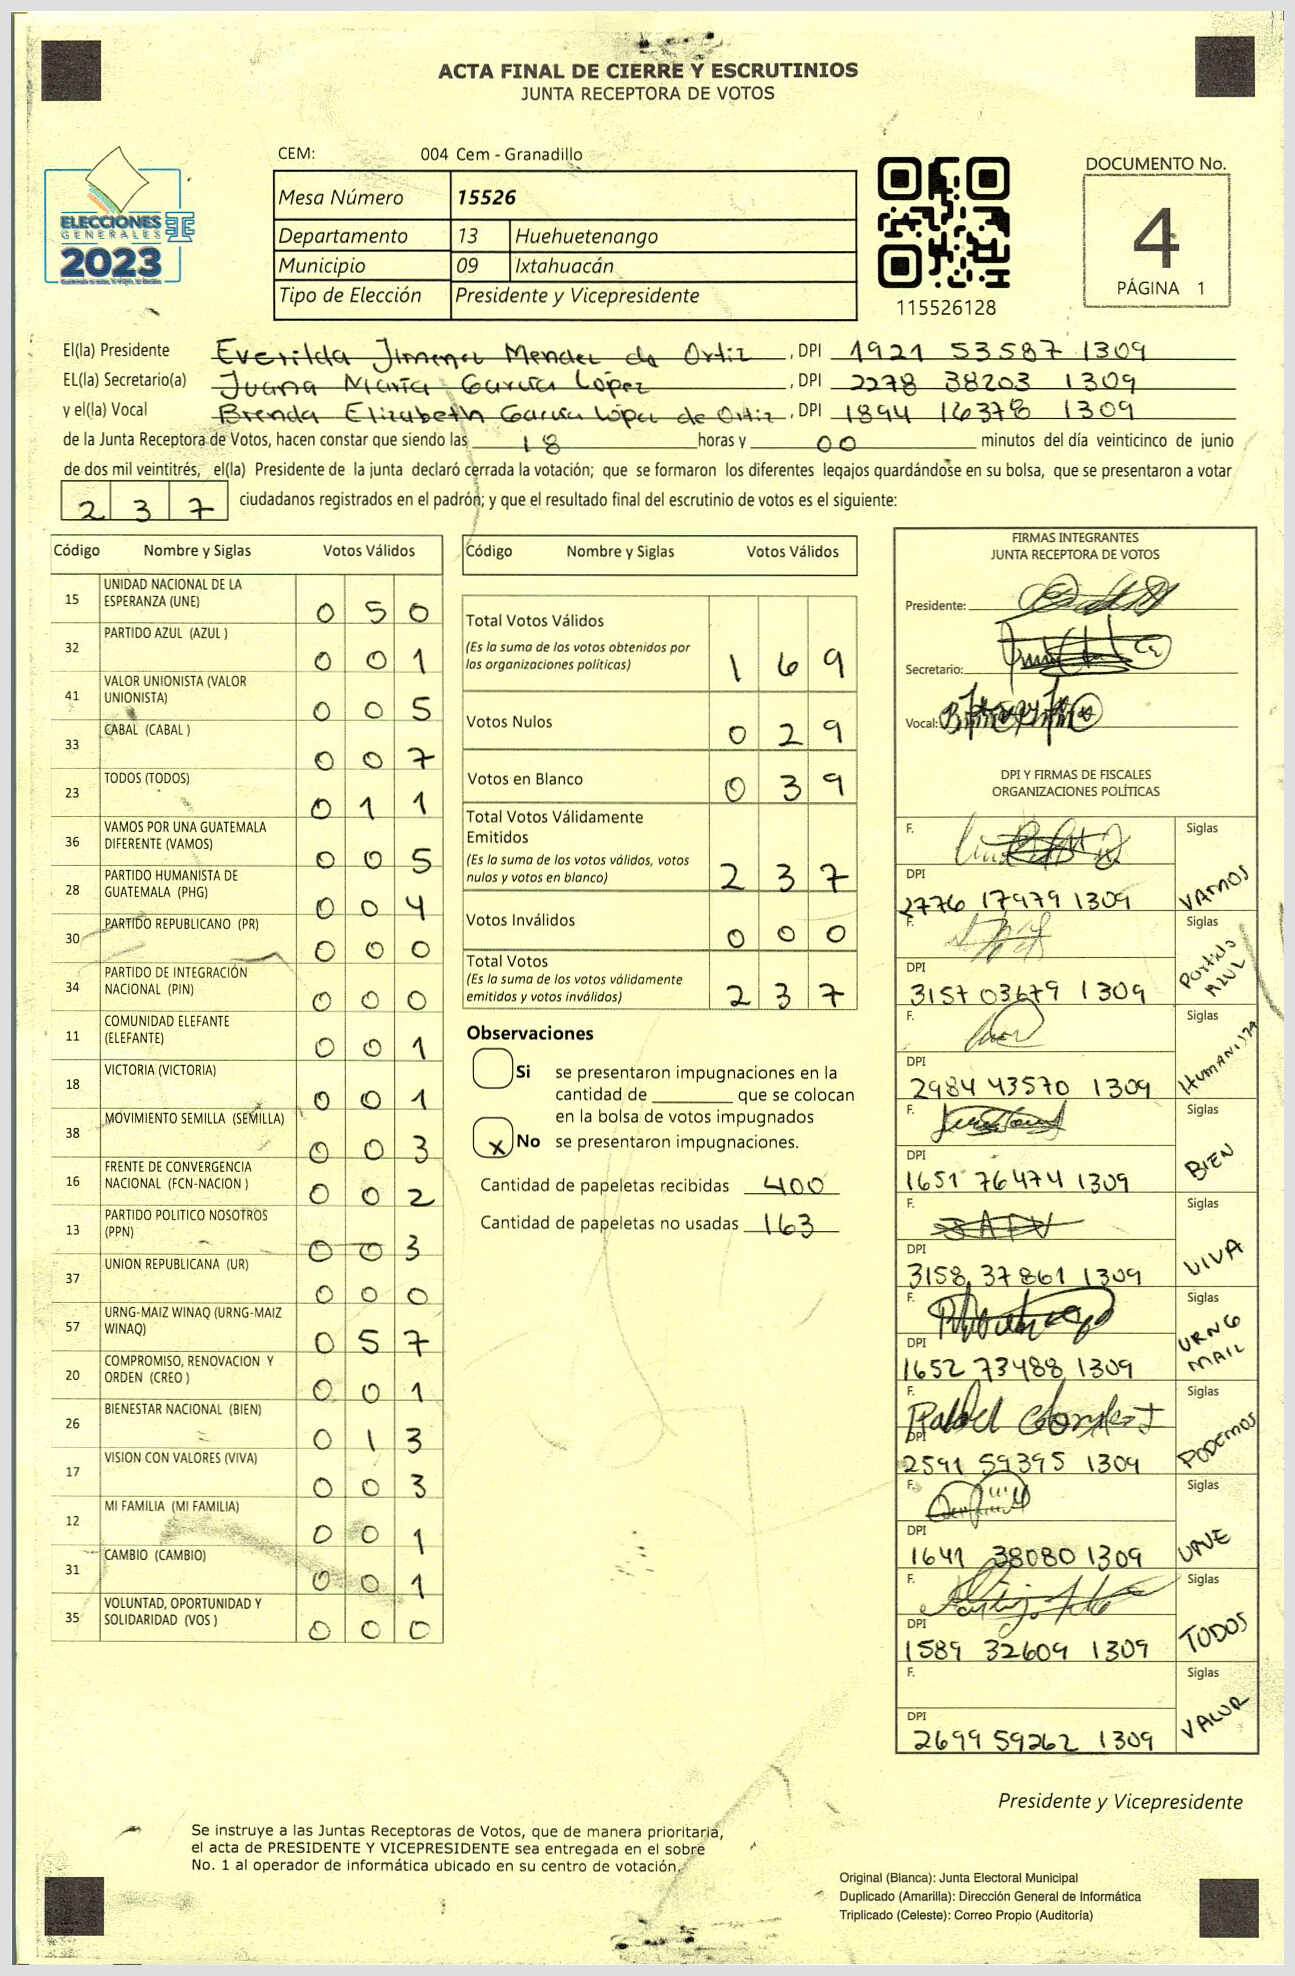 ACTA FINAL DE CIERRE Y ESCRUTINIOS
JUNTA RECEPTORA DE VOTOS
CEM: 004 Cem - Granadillo
DOCUMENTO No.
4
PÁGINA 1
ELECCIONES
GENERALES
2023
Mesa Número 15526
Departamento 13 Huehuetenango
Municipio 09 Ixtahuacán
Tipo de Elección Presidente y Vicepresidente
115526128
El(la) Presidente Everilda Jimenez Mendez de Ortiz, DPI 1921 53587 1309
EL(la) Secretario(a) Juana María García López, DPI 2278 38203 1309
y el(la) Vocal Brenda Elizabeth García López de Ortiz, DPI 1894 16378 1309
de la Junta Receptora de Votos, hacen constar que siendo las 18 horas y 00 minutos del día veinticinco de junio
de dos mil veintitrés, el(la) Presidente de la junta declaró cerrada la votación; que se formaron los diferentes legajos quardándose en su bolsa, que se presentaron a votar
2 3 7 ciudadanos registrados en el padrón; y que el resultado final del escrutinio de votos es el siguiente:
Código Nombre y Siglas Votos Válidos
15 UNIDAD NACIONAL DE LA
ESPERANZA (UNE) 0 5 0
32 PARTIDO AZUL (AZUL ) 0 0 1
41 VALOR UNIONISTA (VALOR
UNIONISTA) 0 0 5
33 CABAL (CABAL ) 0 0 7
23 TODOS (TODOS) 0 1 1
36 VAMOS POR UNA GUATEMALA
DIFERENTE (VAMOS) 0 0 5
28 PARTIDO HUMANISTA DE
GUATEMALA (PHG) 0 0 4
30 PARTIDO REPUBLICANO (PR) 0 0 0
34 PARTIDO DE INTEGRACIÓN
NACIONAL (PIN) 0 0 0
11 COMUNIDAD ELEFANTE
(ELEFANTE) 0 0 1
18 VICTORIA (VICTORIA) 0 0 1
38 MOVIMIENTO SEMILLA (SEMILLA) 0 0 3
16 FRENTE DE CONVERGENCIA
NACIONAL (FCN-NACION ) 0 0 2
13 PARTIDO POLITICO NOSOTROS
(PPN) 0 0 3
37 UNION REPUBLICANA (UR) 0 0 0
57 URNG-MAIZ WINAQ (URNG-MAIZ
WINAQ) 0 5 7
20 COMPROMISO, RENOVACION Y
ORDEN (CREO ) 0 0 1
26 BIENESTAR NACIONAL (BIEN) 0 1 3
17 VISION CON VALORES (VIVA) 0 0 3
12 MI FAMILIA (MI FAMILIA) 0 0 1
31 CAMBIO (CAMBIO) 0 0 1
35 VOLUNTAD, OPORTUNIDAD Y
SOLIDARIDAD (VOS ) 0 0 0
Código Nombre y Siglas Votos Válidos
Total Votos Válidos
(Es la suma de los votos obtenidos por
las organizaciones políticas) 1 6 9
Votos Nulos 0 2 9
Votos en Blanco 0 3 9
Total Votos Válidamente
Emitidos
(Es la suma de los votos válidos, votos
nulos y votos en blanco) 2 3 7
Votos Inválidos 0 0 0
Total Votos
(Es la suma de los votos válidamente
emitidos y votos inválidos) 2 3 7
Observaciones
Si se presentaron impugnaciones en la
cantidad de ________ que se colocan
en la bolsa de votos impugnados
x No se presentaron impugnaciones.
Cantidad de papeletas recibidas 400
Cantidad de papeletas no usadas 163
FIRMAS INTEGRANTES
JUNTA RECEPTORA DE VOTOS
Presidente:
Secretario:
Vocal:
DPI Y FIRMAS DE FISCALES
ORGANIZACIONES POLÍTICAS
F. Siglas
DPI
2776 17979 1309 VAMOS
F. Siglas
DPI
3157 03679 1309 Partido AZUL
F. Siglas
DPI
2984 43570 1309 HUMANISTA
F. Siglas
DPI
1651 76474 1309 BIEN
F. Siglas
DPI
3158 37861 1309 VIVA
F. Siglas
DPI
1652 73488 1309 URNG MAIL
F. Siglas
DPI
2591 59395 1309 PODEMOS
F. Siglas
DPI
1641 38080 1309 UNE
F. Siglas
DPI
1589 32609 1309 TODOS
F. Siglas
DPI
2699 59262 1309 VALOR
Presidente y Vicepresidente
Se instruye a las Juntas Receptoras de Votos, que de manera prioritaria,
el acta de PRESIDENTE Y VICEPRESIDENTE sea entregada en el sobre
No. 1 al operador de informática ubicado en su centro de votación.
Original (Blanca): Junta Electoral Municipal
Duplicado (Amarilla): Dirección General de Informática
Triplicado (Celeste): Correo Propio (Auditoría)